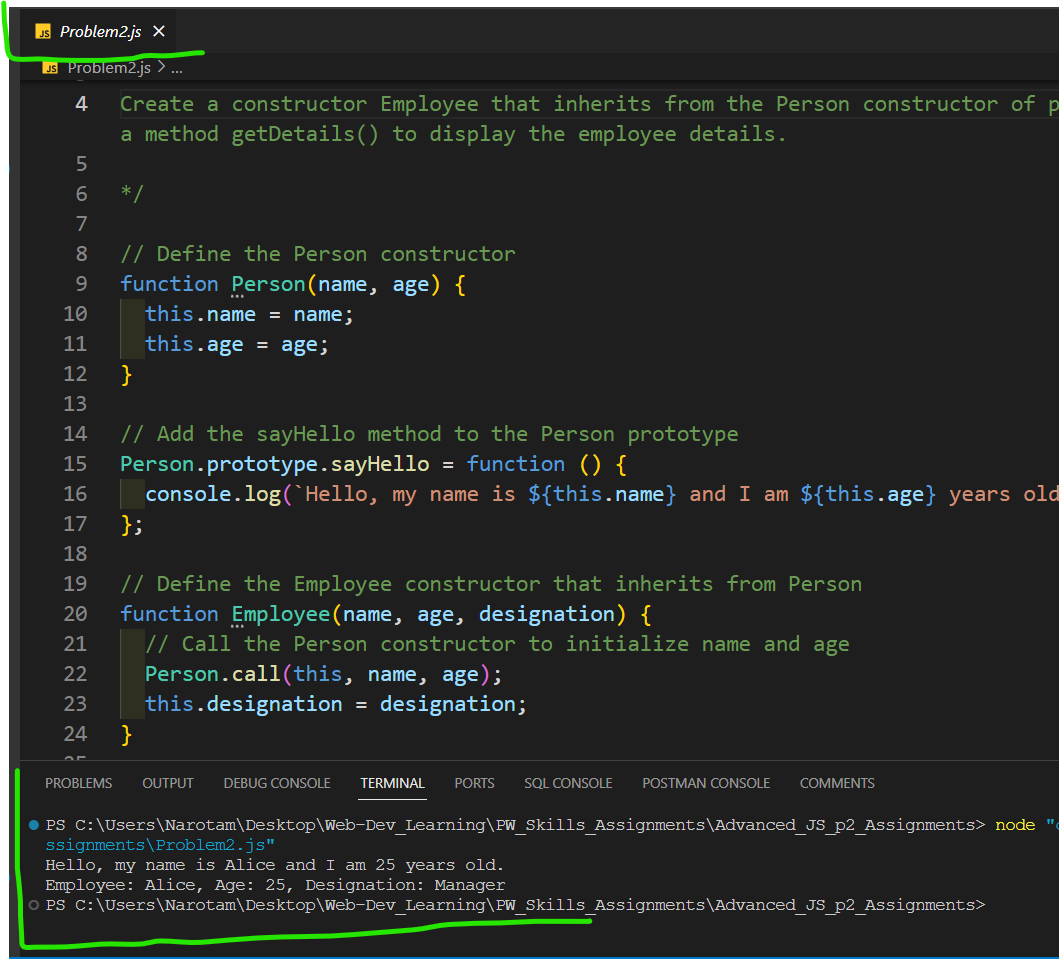 JS Problem2.js ×
JS Problem2.js > ...
4 Create a constructor Employee that inherits from the Person constructor of
a method getDetails() to display the employee details.
5
6 */
7
8 // Define the Person constructor
9 function Person(name, age) {
10 this.name = name;
11 this.age = age;
12 }
13
14 // Add the sayHello method to the Person prototype
15 Person.prototype.sayHello = function () {
16 console.log(`Hello, my name is ${this.name} and I am ${this.age} years old
17 };
18
19 // Define the Employee constructor that inherits from Person
20 function Employee(name, age, designation) {
21 // Call the Person constructor to initialize name and age
22 Person.call(this, name, age);
23 this.designation = designation;
24 }
PROBLEMS OUTPUT DEBUG CONSOLE TERMINAL PORTS SQL CONSOLE POSTMAN CONSOLE COMMENTS
PS C:\Users\Narotam\Desktop\Web-Dev_Learning\PW_Skills_Assignments\Advanced_JS_p2_Assignments> node
ssignments\Problem2.js"
Hello, my name is Alice and I am 25 years old.
Employee: Alice, Age: 25, Designation: Manager
PS C:\Users\Narotam\Desktop\Web-Dev_Learning\PW_Skills_Assignments\Advanced_JS_p2_Assignments>